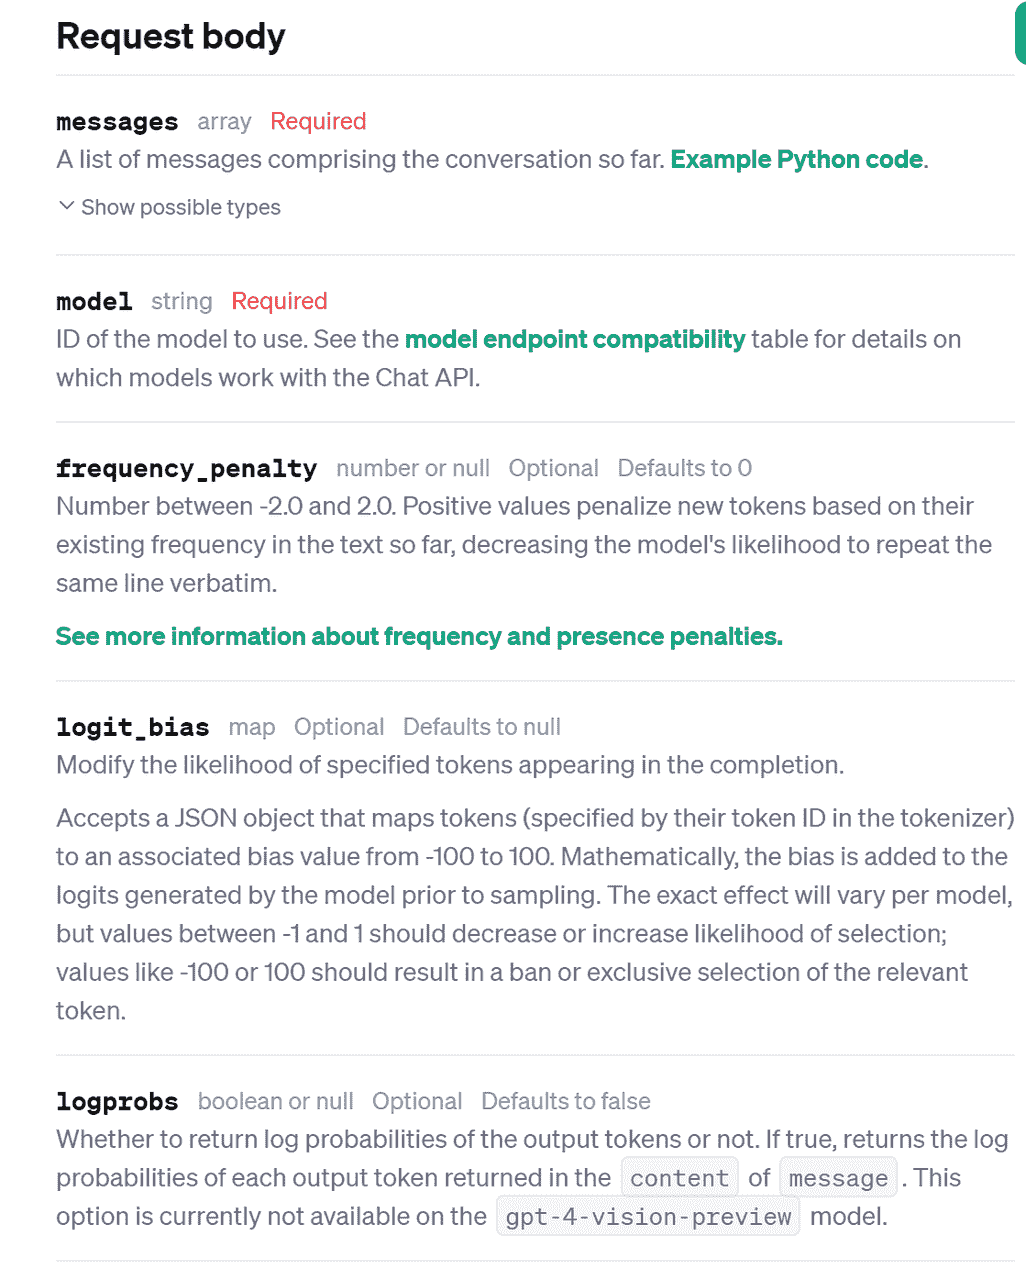 Request body
messages array Required
A list of messages comprising the conversation so far. Example Python code.
Show possible types
model string Required
ID of the model to use. See the model endpoint compatibility table for details on
which models work with the Chat API.
frequency_penalty number or null Optional Defaults to 0
Number between -2.0 and 2.0. Positive values penalize new tokens based on their
existing frequency in the text so far, decreasing the model's likelihood to repeat the
same line verbatim.
See more information about frequency and presence penalties.
logit_bias map Optional Defaults to null
Modify the likelihood of specified tokens appearing in the completion.
Accepts a JSON object that maps tokens (specified by their token ID in the tokenizer)
to an associated bias value from -100 to 100. Mathematically, the bias is added to the
logits generated by the model prior to sampling. The exact effect will vary per model,
but values between -1 and 1 should decrease or increase likelihood of selection;
values like -100 or 100 should result in a ban or exclusive selection of the relevant
token.
logprobs boolean or null Optional Defaults to false
Whether to return log probabilities of the output tokens or not. If true, returns the log
probabilities of each output token returned in the content of message. This
option is currently not available on the gpt-4-vision-preview model.